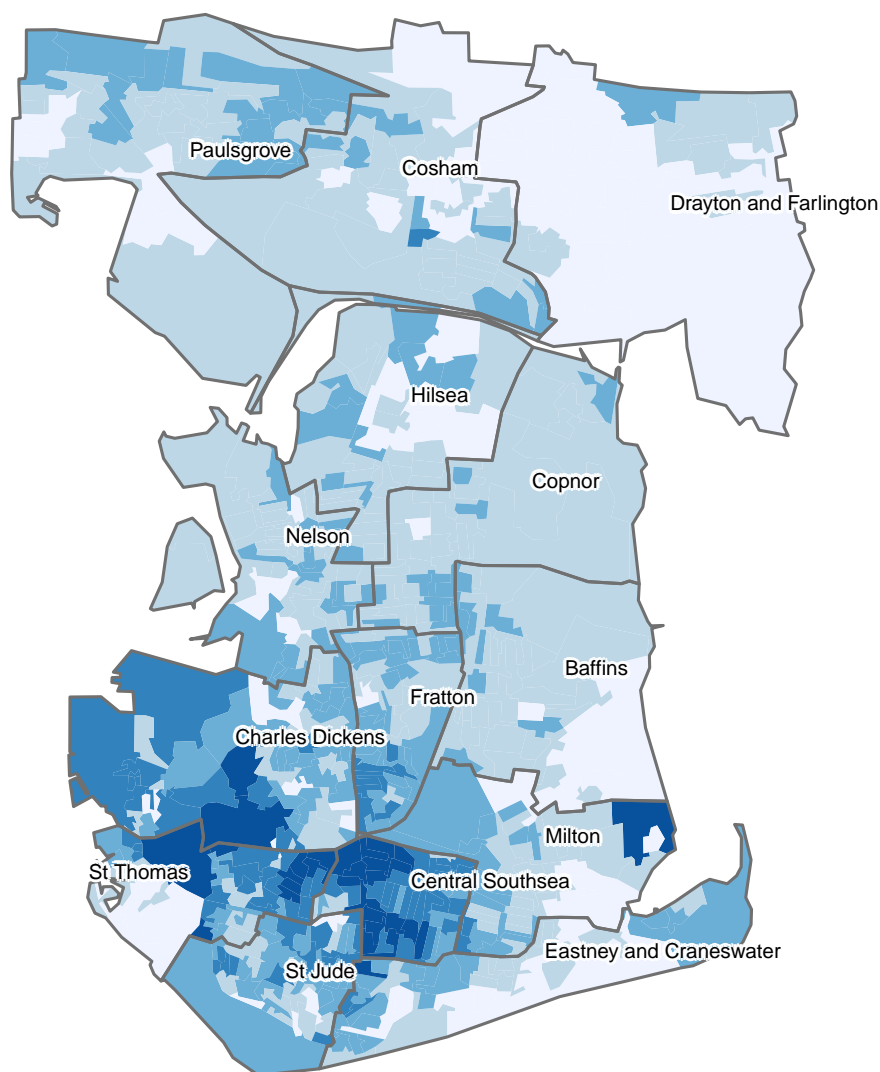 Paulsgrove
Cosham
Drayton and Farlington
Hilsea
Copnor
Nelson
Baffins
Fratton
Charles Dickens
Milton
St Thomas
Central Southsea
Eastney and Craneswater
St Jude